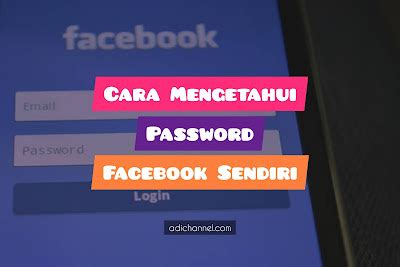 facebook
Email
Cara Mengetahui
Password
Password
Facebook Sendiri
Login
adichannel.com